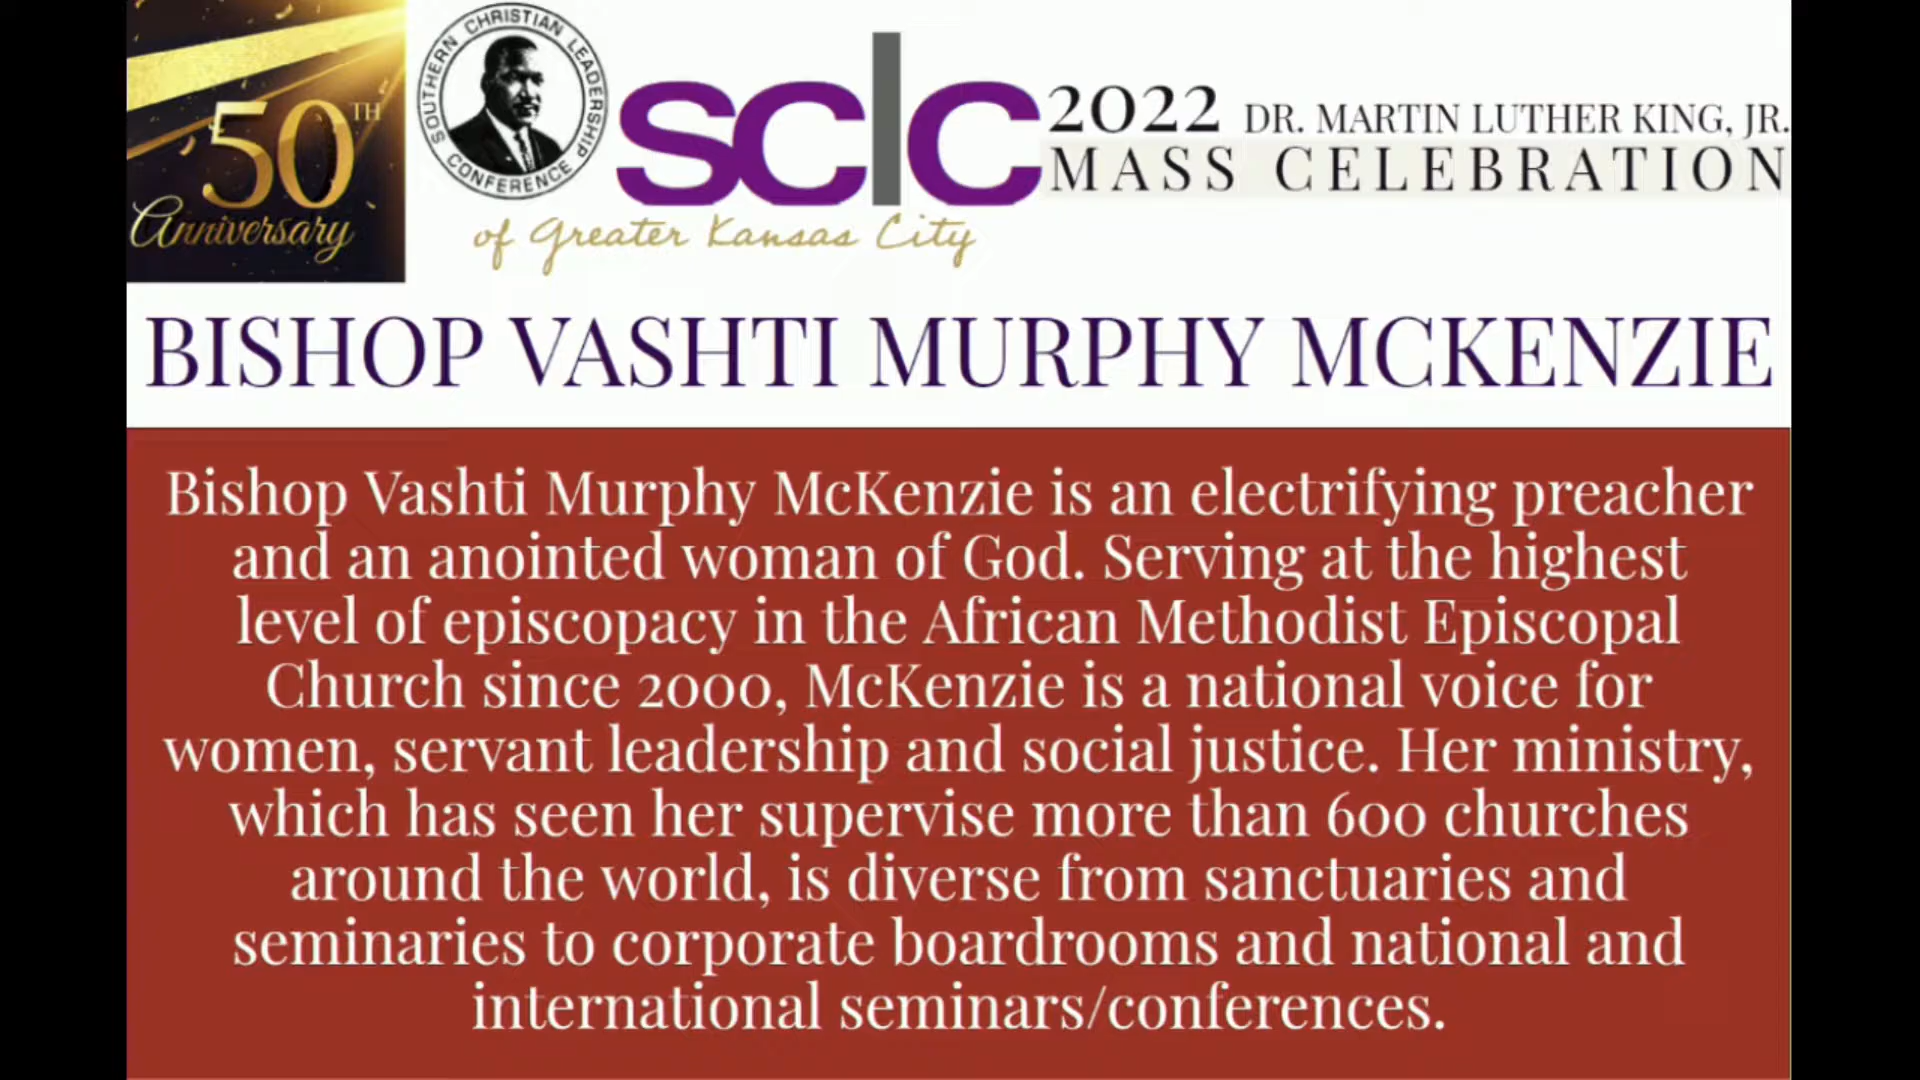 50TH
Anniversary
SOUTHERN CHRISTIAN LEADERSHIP CONFERENCE
SCLC
of Greater Kansas City
2022 DR. MARTIN LUTHER KING, JR.
MASS CELEBRATION
BISHOP VASHTI MURPHY MCKENZIE
Bishop Vashti Murphy McKenzie is an electrifying preacher
and an anointed woman of God. Serving at the highest
level of episcopacy in the African Methodist Episcopal
Church since 2000, McKenzie is a national voice for
women, servant leadership and social justice. Her ministry,
which has seen her supervise more than 600 churches
around the world, is diverse from sanctuaries and
seminaries to corporate boardrooms and national and
international seminars/conferences.